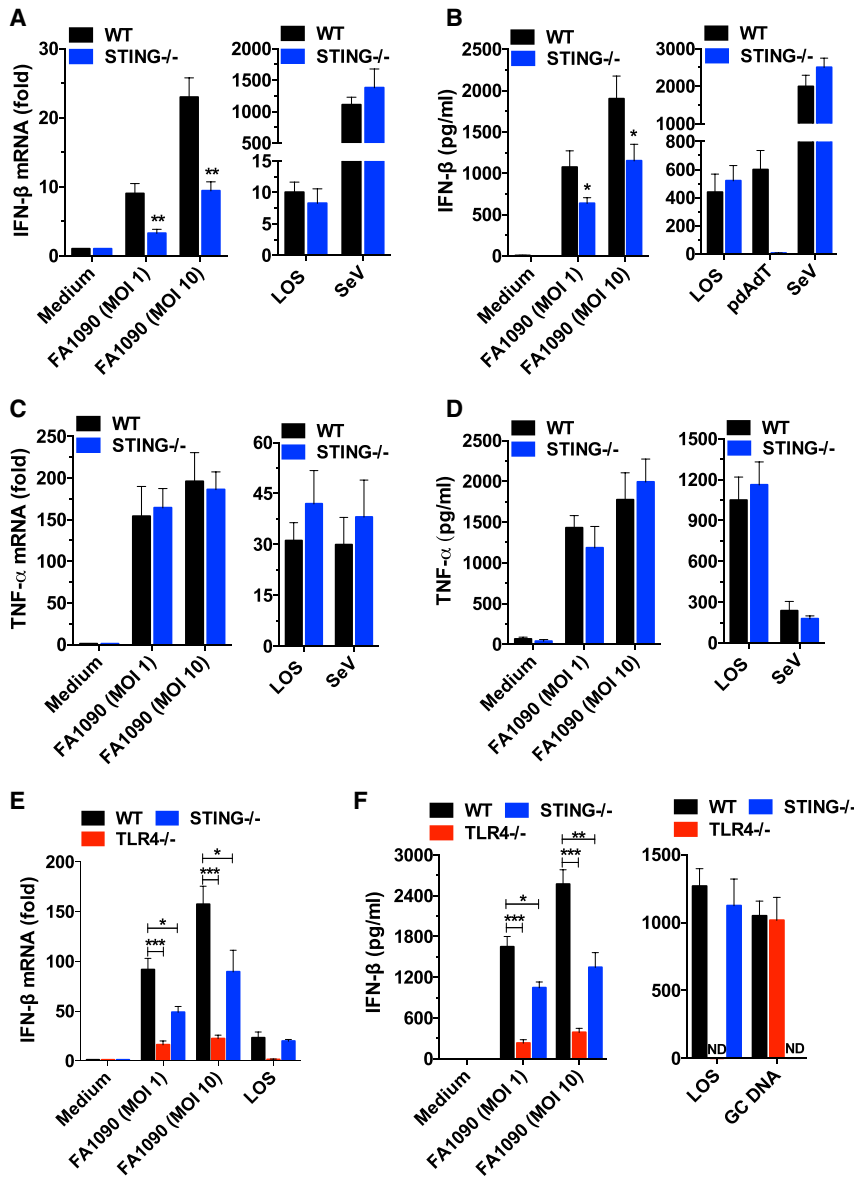 A
WT
STING-/-
IFN-β mRNA (fold)
30
20
10
0
**
**
Medium
FA1090 (MOI 1)
FA1090 (MOI 10)
WT
STING-/-
2000
1500
1000
500
15
10
5
0
LOS
SeV
B
WT
STING-/-
IFN-β (pg/ml)
2500
2000
1500
1000
500
0
*
*
Medium
FA1090 (MOI 1)
FA1090 (MOI 10)
WT
STING-/-
3000
2000
1000
800
600
400
200
0
LOS
pdAdT
SeV
C
WT
STING-/-
TNF-α mRNA (fold)
250
200
150
100
50
0
Medium
FA1090 (MOI 1)
FA1090 (MOI 10)
WT
STING-/-
60
45
30
15
0
LOS
SeV
D
WT
STING-/-
TNF-α (pg/ml)
2500
2000
1500
1000
500
0
Medium
FA1090 (MOI 1)
FA1090 (MOI 10)
WT
STING-/-
1500
1200
900
600
300
0
LOS
SeV
E
WT STING-/-
TLR4-/-
IFN-β mRNA (fold)
200
150
100
50
0
*
***
*
***
Medium
FA1090 (MOI 1)
FA1090 (MOI 10)
LOS
F
WT STING-/-
TLR4-/-
IFN-β (pg/ml)
3000
2400
1800
1200
600
0
*
***
**
***
Medium
FA1090 (MOI 1)
FA1090 (MOI 10)
WT STING-/-
TLR4-/-
1500
1000
500
0
ND
ND
LOS
GC DNA